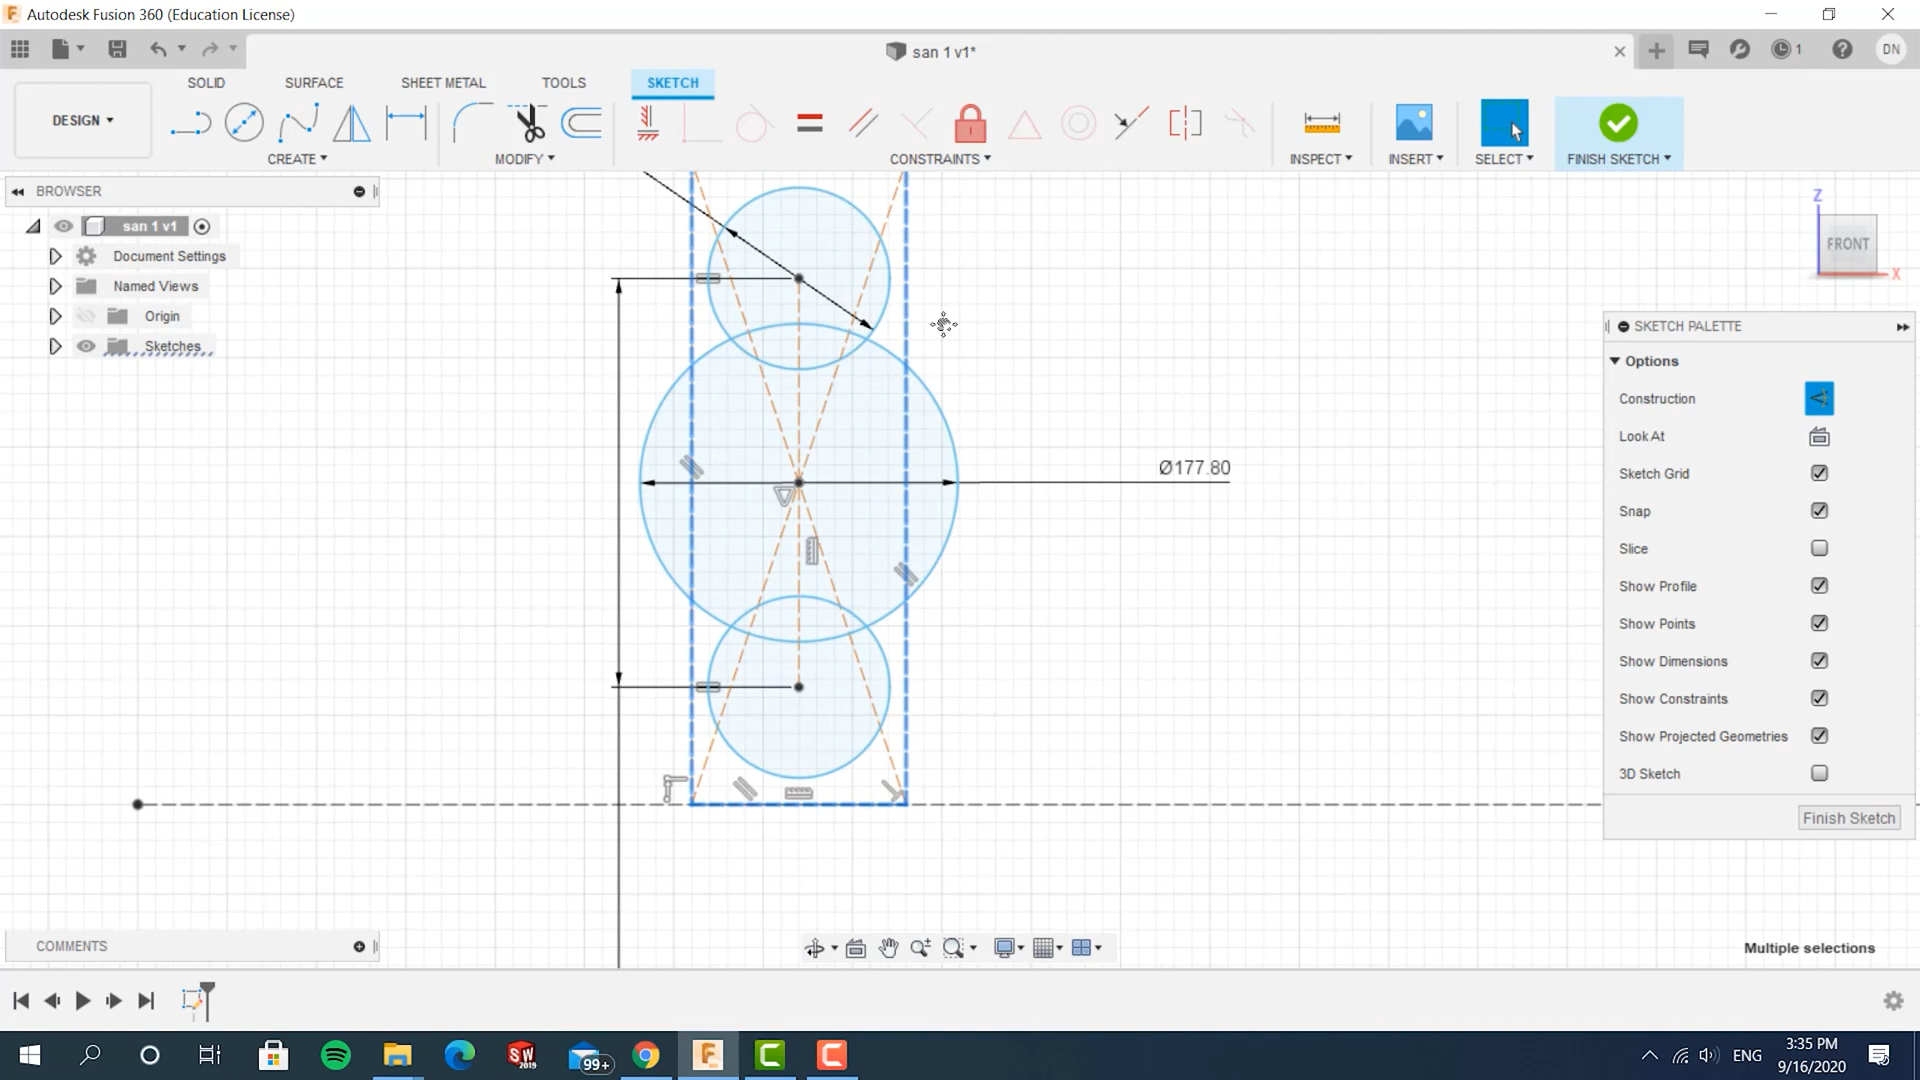 Autodesk Fusion 360 (Education License)
san 1 v1*
1
DN
SOLID
SURFACE
SHEET METAL
TOOLS
SKETCH
DESIGN
CREATE
MODIFY
CONSTRAINTS
INSPECT
INSERT
SELECT
FINISH SKETCH
BROWSER
san 1 v1
Document Settings
Named Views
Origin
Sketches
Z
FRONT
X
SKETCH PALETTE
Options
Construction
Look At
Sketch Grid
Snap
Slice
Show Profile
Show Points
Show Dimensions
Show Constraints
Show Projected Geometries
3D Sketch
Finish Sketch
Ø177.80
COMMENTS
Multiple selections
SW
2019
99+
ENG
3:35 PM
9/16/2020